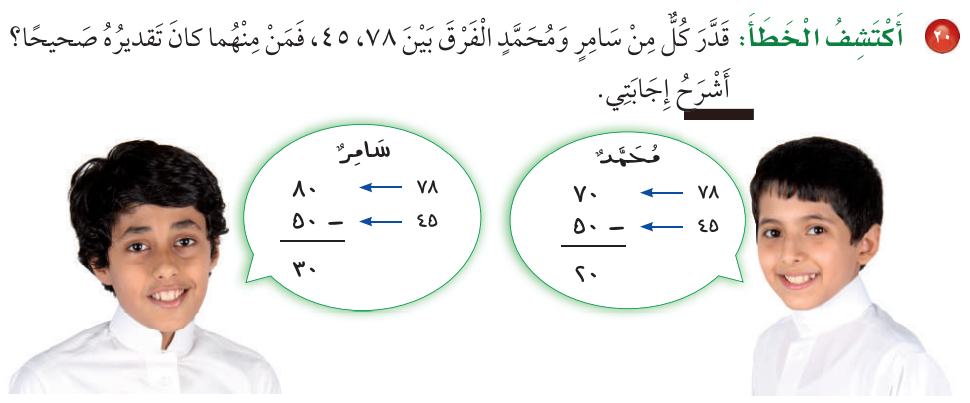 ٢٠ أَكْتَشِفُ الْخَطَأَ: قَدَّرَ كُلٌّ مِنْ سَامِرٍ وَمُحَمَّدٍ الْفَرْقَ بَيْنَ ٧٨، ٤٥، فَمَنْ مِنْهُما كانَ تَقديرُهُ صَحيحًا؟
أَشْرَحُ إِجَابَتِي.
مُحَمَّدٌ
٧٨ ← ٧٠
٤٥ ← ٥٠ –
٢٠
سَامِرٌ
٧٨ ← ٨٠
٤٥ ← ٥٠ –
٣٠